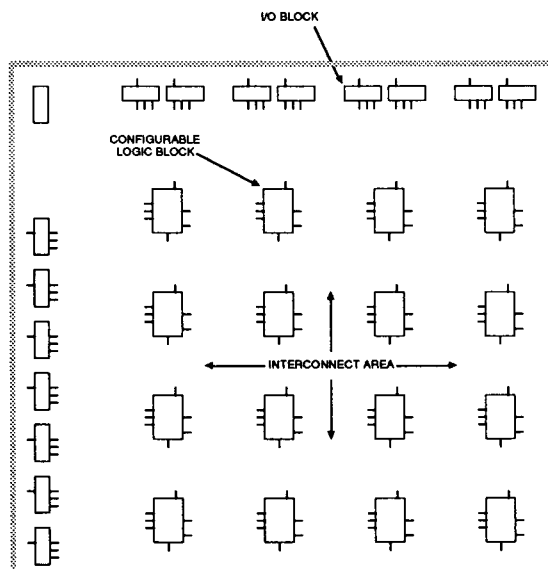 I/O BLOCK
CONFIGURABLE
LOGIC BLOCK
INTERCONNECT AREA